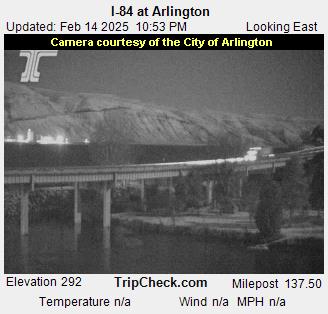 I-84 at Arlington
Updated: Feb 14 2025 10:53 PM Looking East
Camera courtesy of the City of Arlington
Elevation 292 TripCheck.com Milepost 137.50
Temperature n/a Wind n/a MPH n/a